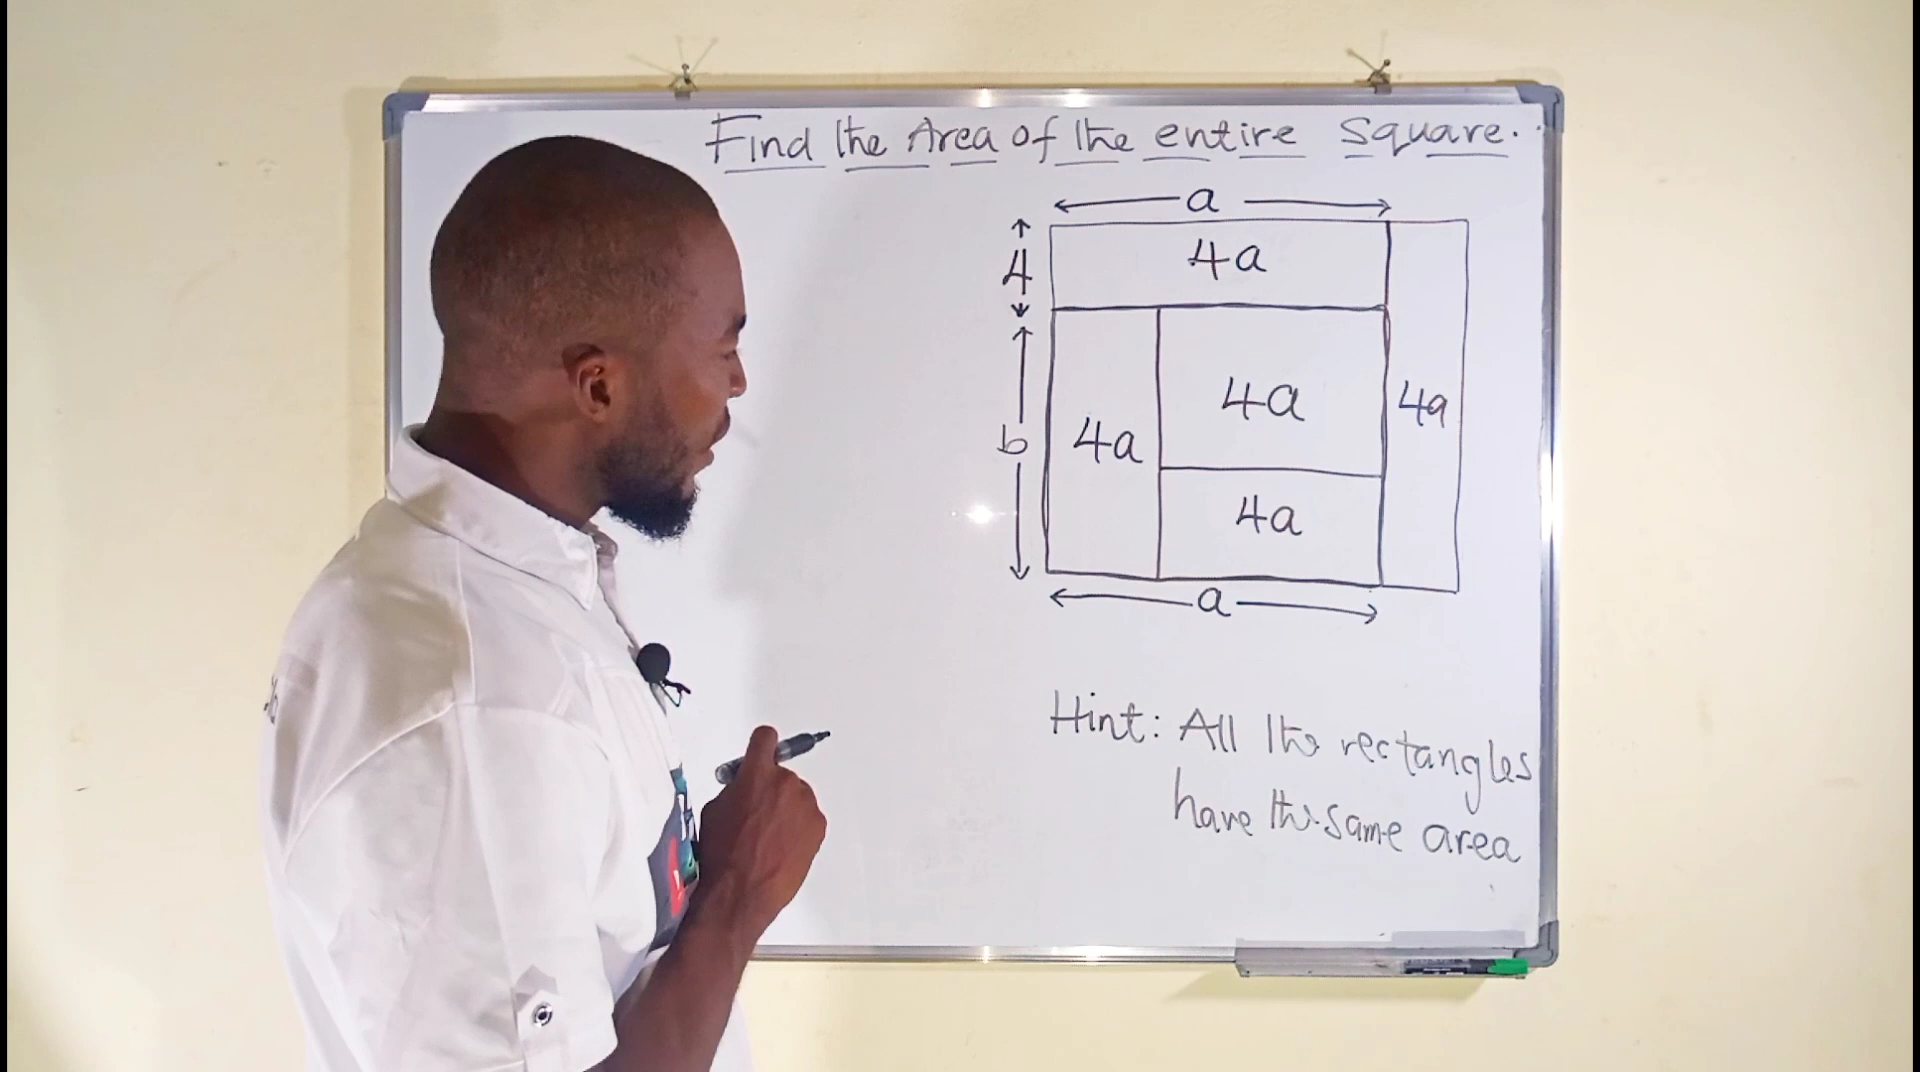 Find the Area of the entire square.
a
4
4a
b
4a
4a
4a
4a
a
Hint: All the rectangles
have the same area